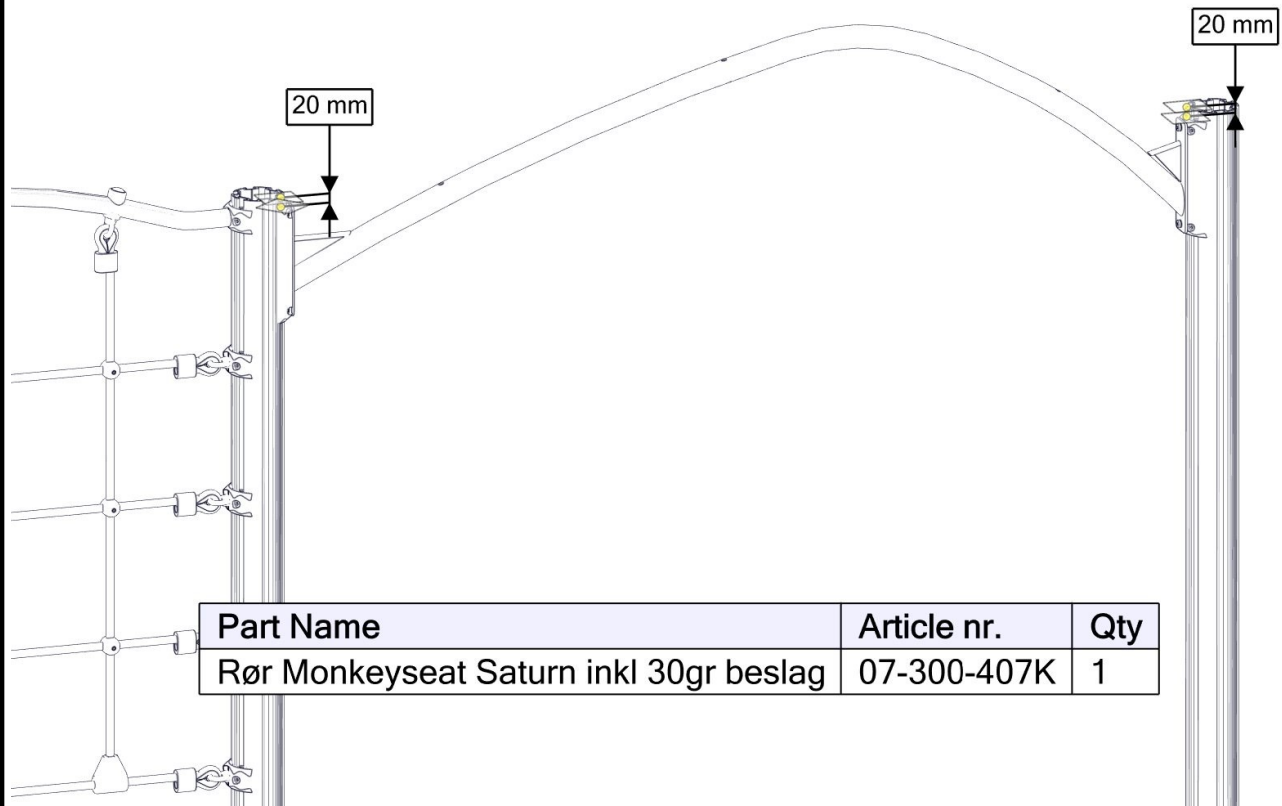 20 mm
20 mm
Part Name Article nr. Qty
Rør Monkeyseat Saturn inkl 30gr beslag 07-300-407K 1